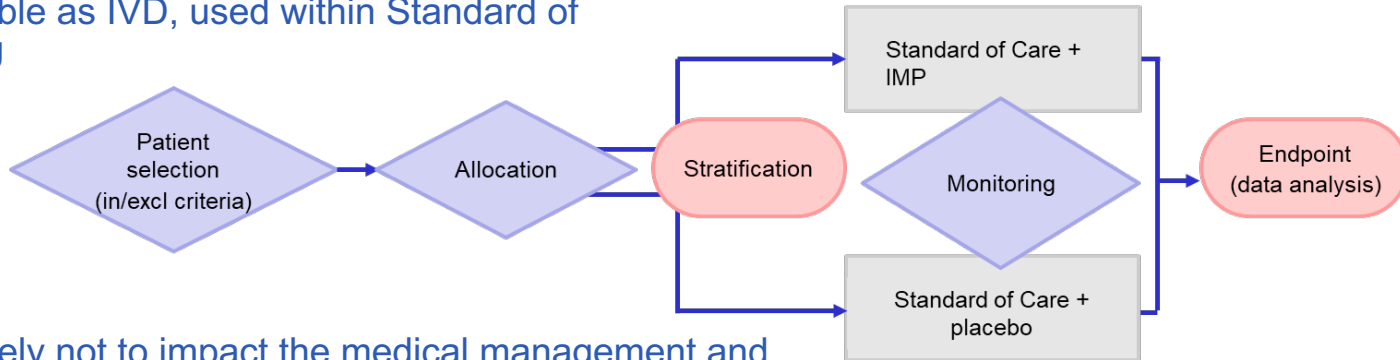 ble as IVD, used within Standard of
Patient
selection
(in/excl criteria)
Allocation
Stratification
Standard of Care +
IMP
Monitoring
Standard of Care +
placebo
Endpoint
(data analysis)
ely not to impact the medical management and